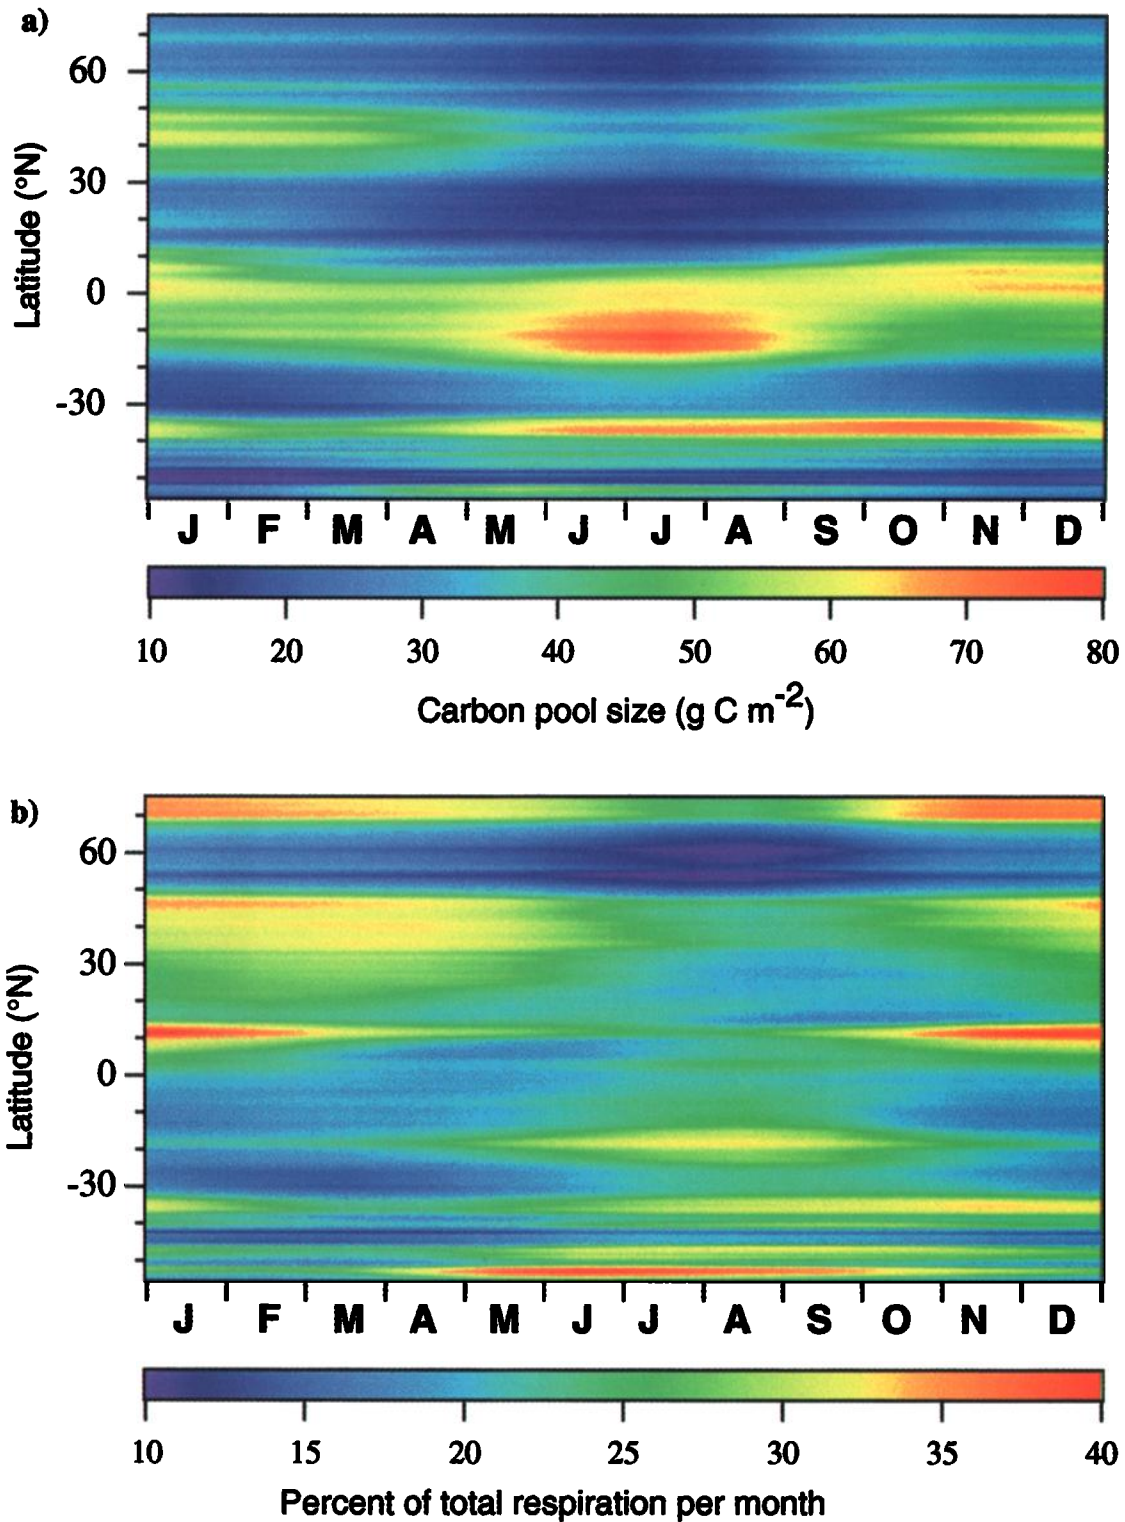 a)
Latitude (°N)
60
30
0
-30
J F M A M J J A S O N D
10 20 30 40 50 60 70 80
Carbon pool size (g C m-2)
b)
Latitude (°N)
60
30
0
-30
J F M A M J J A S O N D
10 15 20 25 30 35 40
Percent of total respiration per month